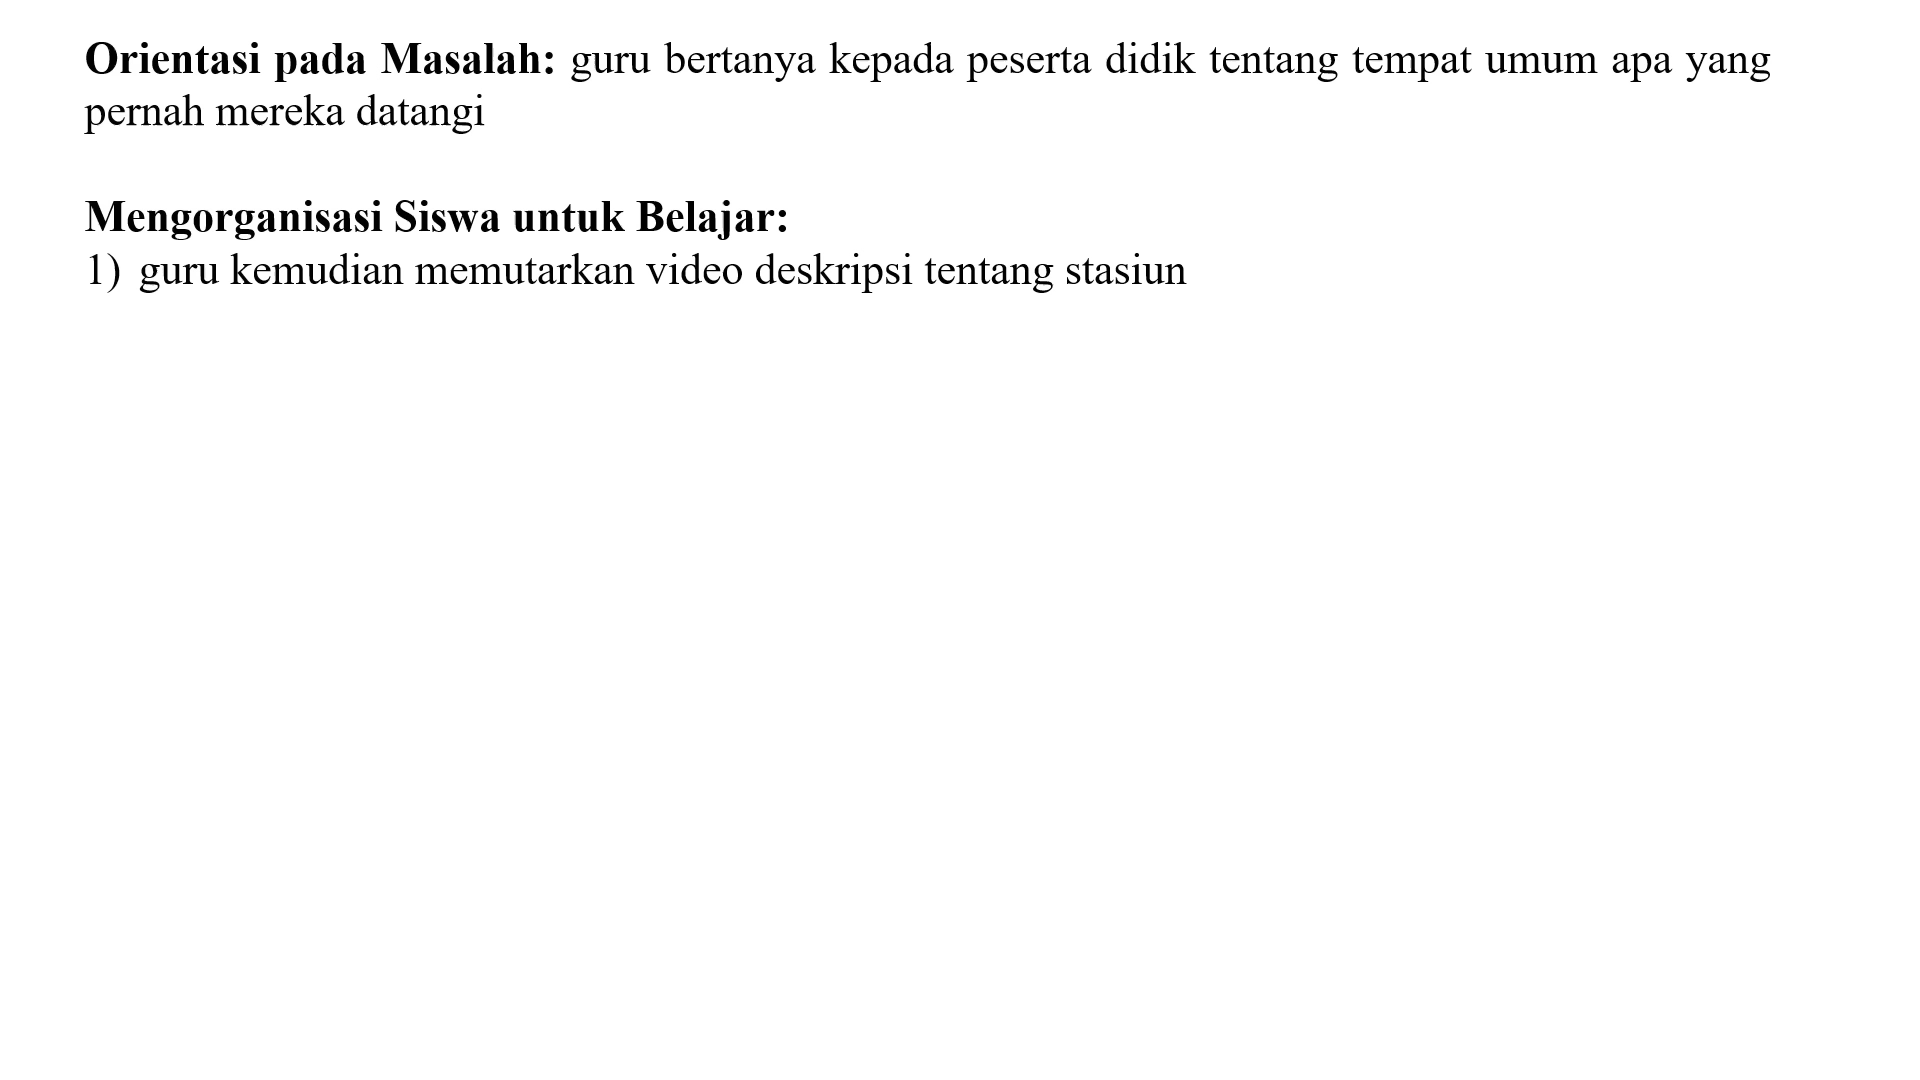 Orientasi pada Masalah: guru bertanya kepada peserta didik tentang tempat umum apa yang
pernah mereka datangi
Mengorganisasi Siswa untuk Belajar:
1) guru kemudian memutarkan video deskripsi tentang stasiun